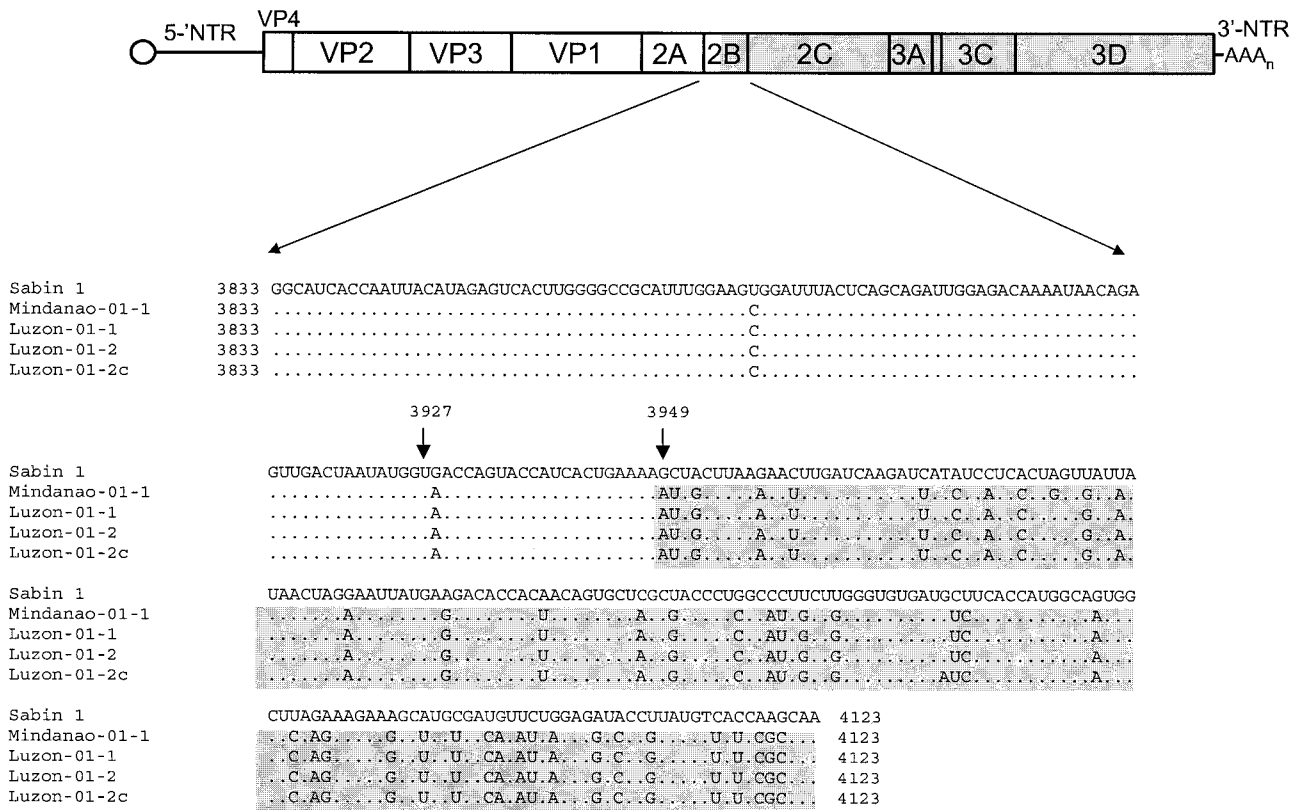 5-'NTR
VP4
VP2
VP3
VP1
2A
2B
2C
3A
3C
3D
3'-NTR
-AAAn
Sabin 1 3833 GGCAUCACCAAUUACAUAGAGUCACUUGGGGCCGCAUUUGGAAGUGGAUUUACUCAGCAGAUUGGAGACAAAAUAACAGA
Mindanao-01-1 3833 ............................................C...................................
Luzon-01-1 3833 ............................................C...................................
Luzon-01-2 3833 ............................................C...................................
Luzon-01-2c 3833 ............................................C...................................
3927 3949
Sabin 1 GUUGACUAAUAUGGUGACCAGUACCAUCACUGAAAAGCUACUUAAGAACUUGAUCAAGAUCAUAUCCUCACUAGUUAUUA
Mindanao-01-1 ...............A....................AU.G.....A..U...........U..C..A..C..G..G..A.
Luzon-01-1 ...............A....................AU.G.....A..U...........U..C..A..C.....G..A.
Luzon-01-2 ...............A....................AU.G.....A..U...........U..C..A..C.....G..A.
Luzon-01-2c ...............A....................AU.G.....A..U...........U..C..A..C.....G..A.
Sabin 1 UAACUAGGAAUUAUGAAGACACCACAACAGUGCUCGCUACCCUGGCCCUUCUUGGGUGUGAUGCUUCACCAUGGCAGUGG
Mindanao-01-1 .......A........G........U........A..G.....C..AU.G..G..........UC...........A...
Luzon-01-1 .......A........G........U........A..G.....C..AU.G..G..........UC...........A...
Luzon-01-2 .......A........G........U........A..G.....C..AU.G..G..........UC...........A...
Luzon-01-2c .......A........G........U........A..G.....C..AU.G..G.........AUC...........A...
Sabin 1 CUUAGAAAGAAAGCAUGCGAUGUUCUGGAGAUACCUUAUGUCACCAAGCAA 4123
Mindanao-01-1 ..C.AG.....G..U..U..CA.AU.A...G.C..G.....U.U.CGC... 4123
Luzon-01-1 ..C.AG.....G..U..U..CA.AU.A...G.C..G.....U.U.CGC... 4123
Luzon-01-2 ..C.AG.....G..U..U..CA.AU.A...G.C..G.....U.U.CGC... 4123
Luzon-01-2c ..C.AG.....G..U..U..CA.AU.A...G.C..G.....U.U.CGC... 4123